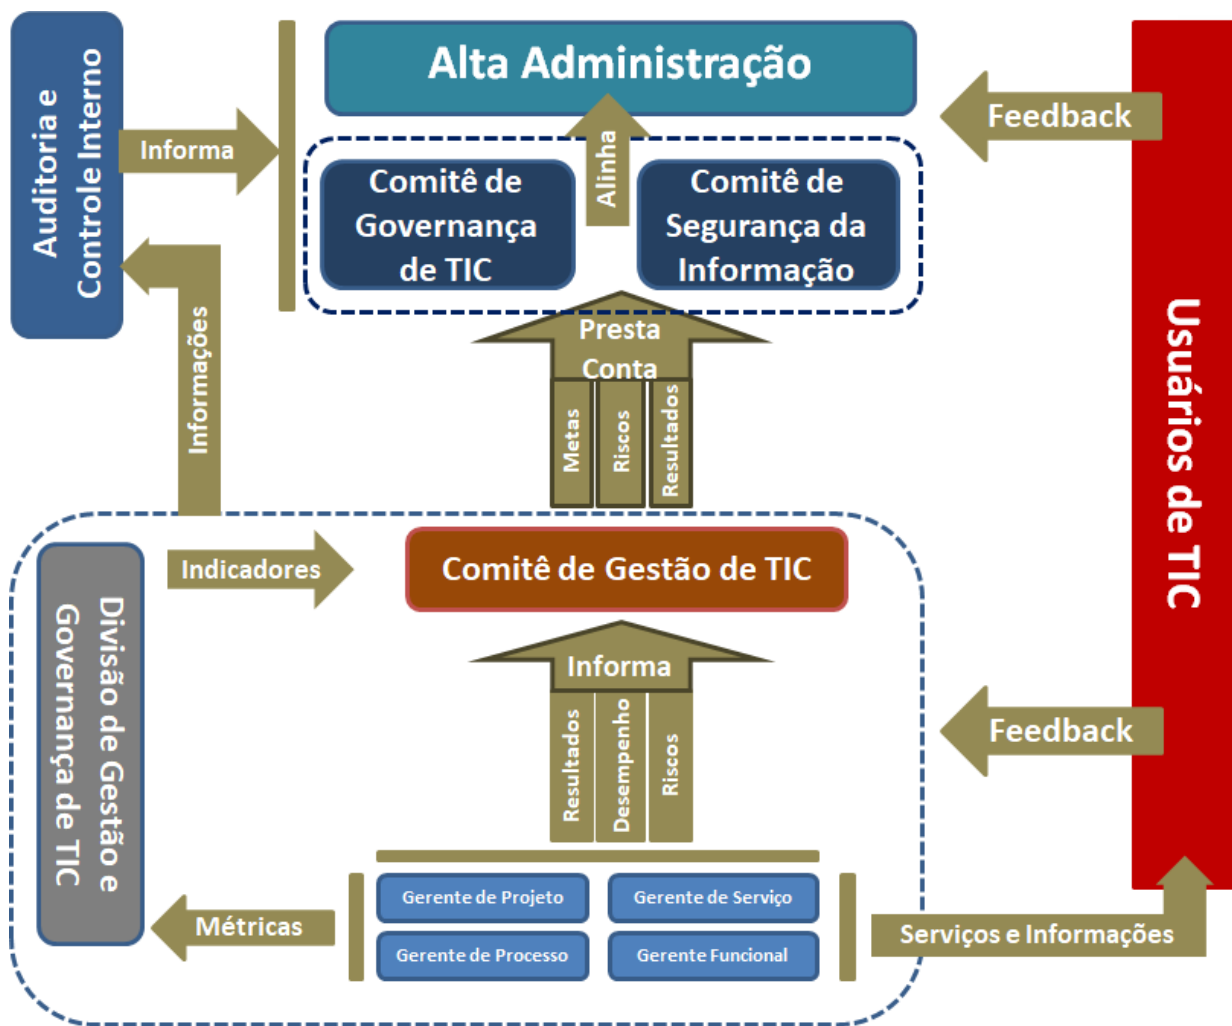 Auditoria e
Controle Interno
Informa
Alta Administração
Feedback
Alinha
Comitê de
Governança
de TIC
Comitê de
Segurança da
Informação
Informações
Presta
Conta
Metas
Riscos
Resultados
Usuários de TIC
Divisão de Gestão e
Governança de TIC
Indicadores
Comitê de Gestão de TIC
Informa
Resultados
Desempenho
Riscos
Feedback
Métricas
Gerente de Projeto
Gerente de Serviço
Gerente de Processo
Gerente Funcional
Serviços e Informações